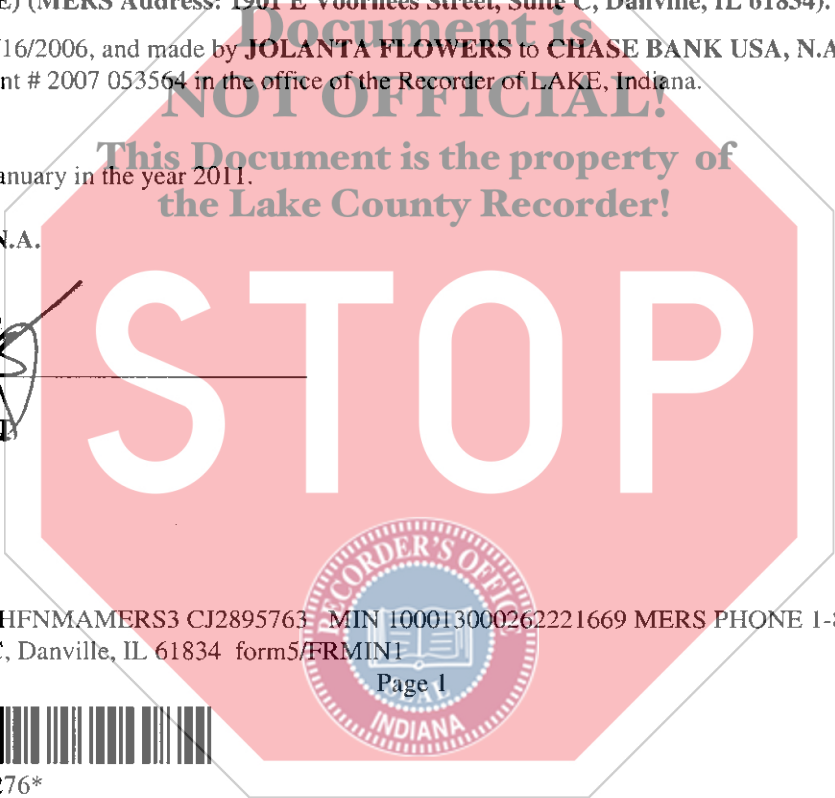 E) (MERS Address: 1901 E Voorhees Street, Suite C, Danville, IL 61834).
Document is
/16/2006, and made by JOLANTA FLOWERS to CHASE BANK USA, N.A
nt # 2007 053564 in the office of the Recorder of LAKE, Indiana.
NOT OFFICIAL!
This Document is the property of
anuary in the year 2011.
the Lake County Recorder!
N.A.
STOP
RECORDER'S OFFICE
HFNMAMERS3 CJ2895763 MIN 100013000262221669 MERS PHONE 1-8
C, Danville, IL 61834 form5/FRMIN1
Page 1
SEAL
INDIANA
276*